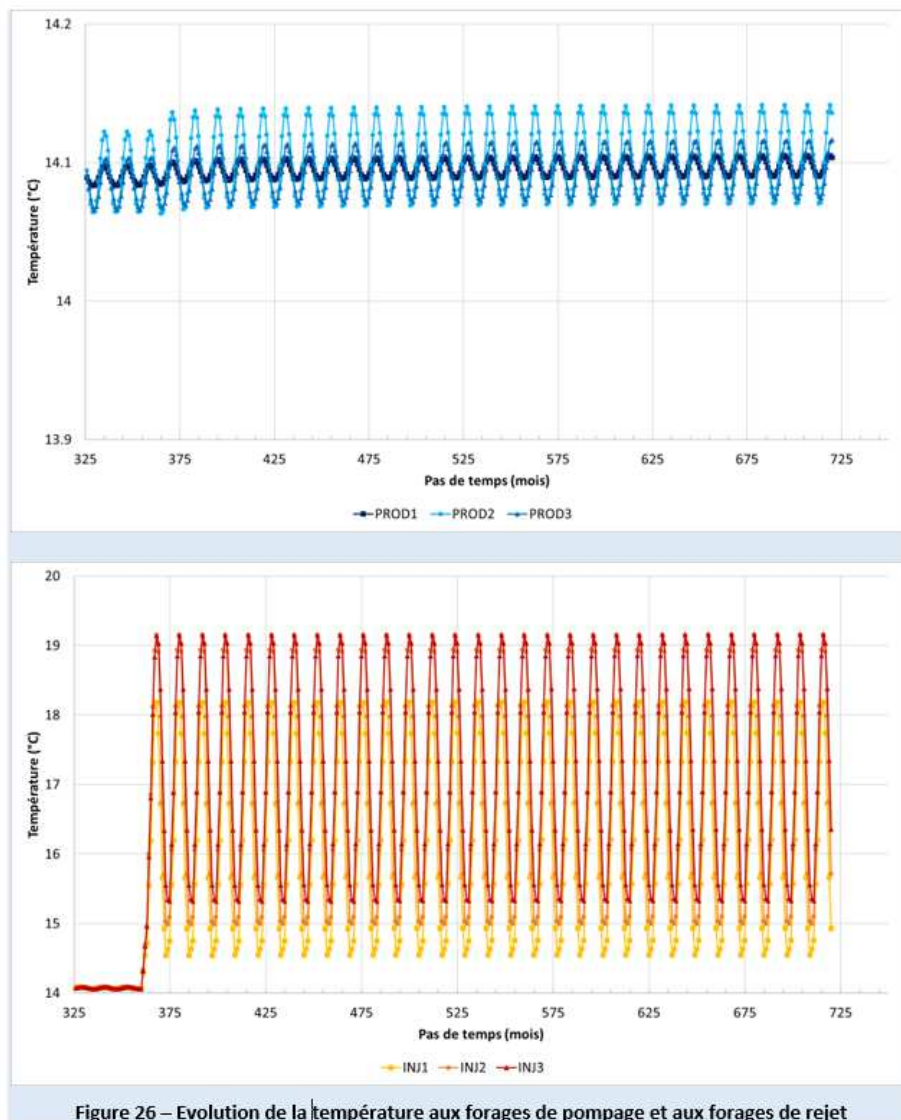 14.2
14.1
14
13.9
Température (°C)
325 375 425 475 525 575 625 675 725
Pas de temps (mois)
PROD1 PROD2 PROD3
20
19
18
17
16
15
14
Température (°C)
325 375 425 475 525 575 625 675 725
Pas de temps (mois)
INJ1 INJ2 INJ3
Figure 26 – Evolution de la température aux forages de pompage et aux forages de rejet